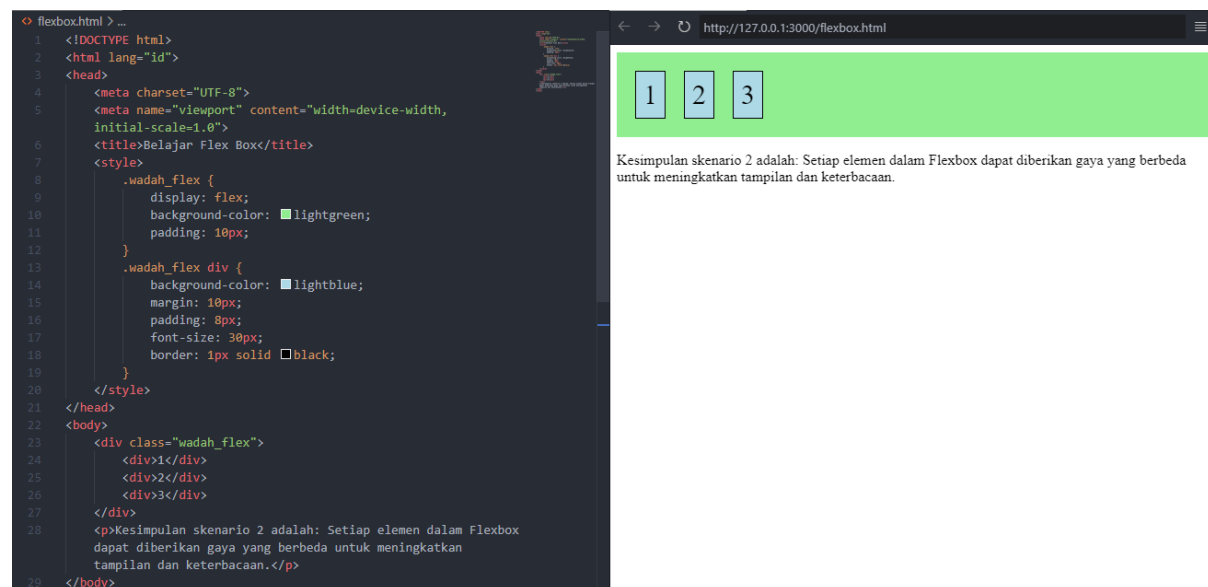 flexbox.html > ...
1 <!DOCTYPE html>
2 <html lang="id">
3 <head>
4 <meta charset="UTF-8">
5 <meta name="viewport" content="width=device-width,
initial-scale=1.0">
6 <title>Belajar Flex Box</title>
7 <style>
8 .wadah_flex {
9 display: flex;
10 background-color: lightgreen;
11 padding: 10px;
12 }
13 .wadah_flex div {
14 background-color: lightblue;
15 margin: 10px;
16 padding: 8px;
17 font-size: 30px;
18 border: 1px solid black;
19 }
20 </style>
21 </head>
22 <body>
23 <div class="wadah_flex">
24 <div>1</div>
25 <div>2</div>
26 <div>3</div>
27 </div>
28 <p>Kesimpulan skenario 2 adalah: Setiap elemen dalam Flexbox
dapat diberikan gaya yang berbeda untuk meningkatkan
tampilan dan keterbacaan.</p>
29 </body>
http://127.0.0.1:3000/flexbox.html
1 2 3
Kesimpulan skenario 2 adalah: Setiap elemen dalam Flexbox dapat diberikan gaya yang berbeda
untuk meningkatkan tampilan dan keterbacaan.